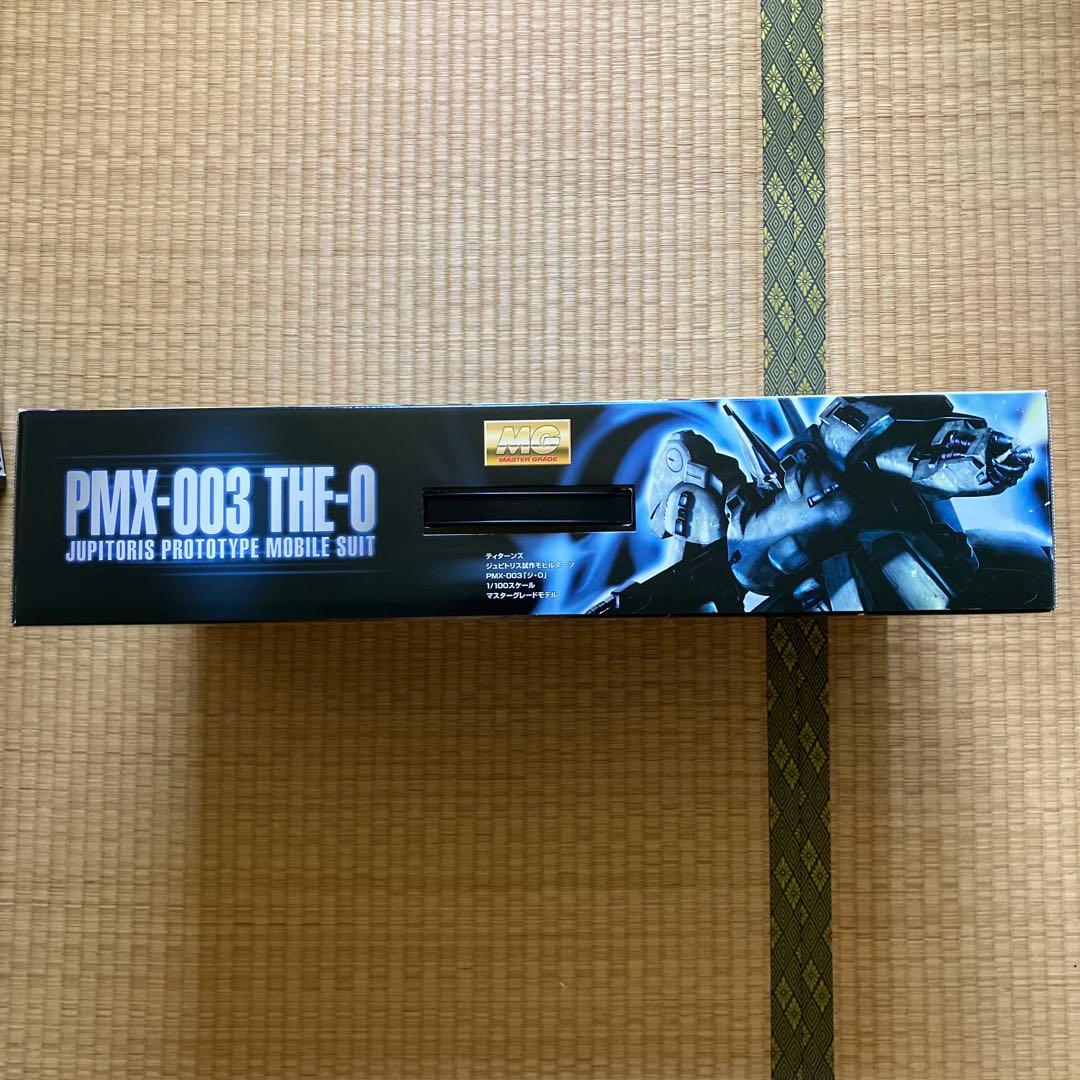 PMX-003 THE-O
JUPITORIS PROTOTYPE MOBILE SUIT
MG
MASTER GRADE
ティターンズ
ジュピトリス試作モビルスーツ
PMX-003「ジ・O」
1/100スケール
マスターグレードモデル